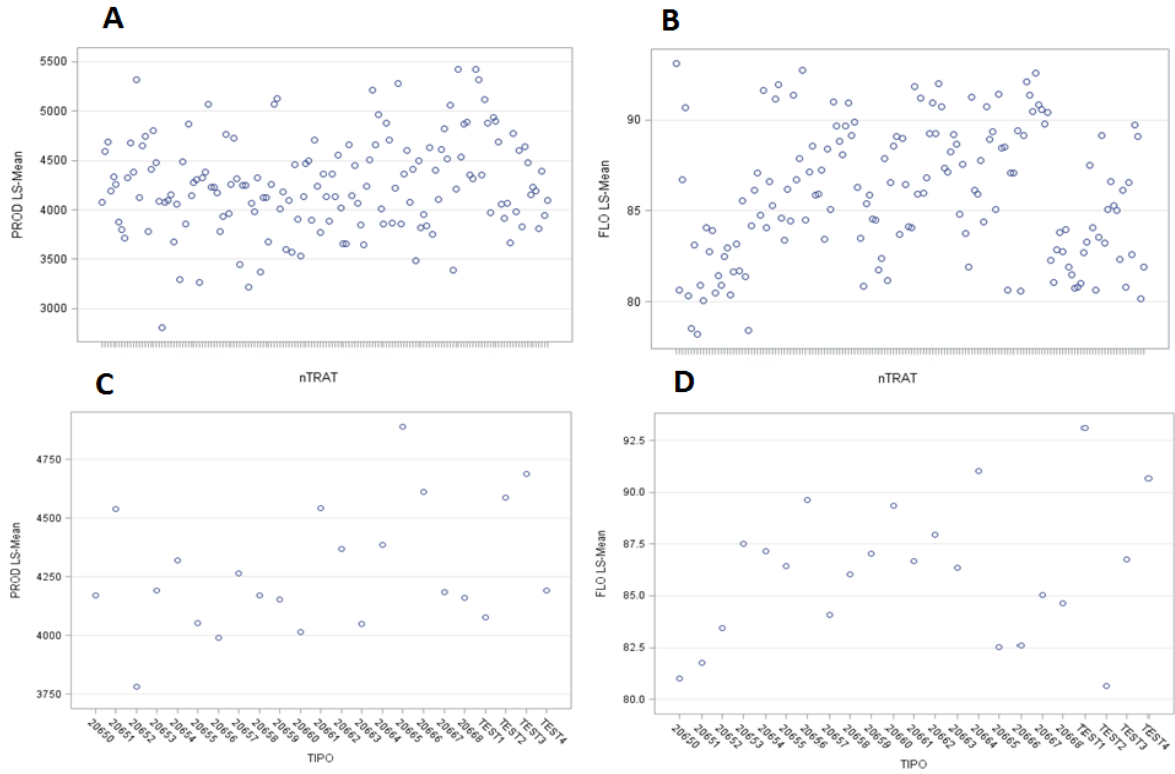 A
PROD LS-Mean
5500
5000
4500
4000
3500
3000
nTRAT
B
FLO LS-Mean
90
85
80
nTRAT
C
PROD LS-Mean
4750
4500
4250
4000
3750
20650
20651
20652
20653
20654
20655
20656
20657
20658
20659
20660
20661
20662
20663
20664
20665
20666
20667
20668
TEST1
TEST2
TEST3
TEST4
TIPO
D
FLO LS-Mean
92.5
90.0
87.5
85.0
82.5
80.0
20650
20651
20652
20653
20654
20655
20656
20657
20658
20659
20660
20661
20662
20663
20664
20665
20666
20667
20668
TEST1
TEST2
TEST3
TEST4
TIPO